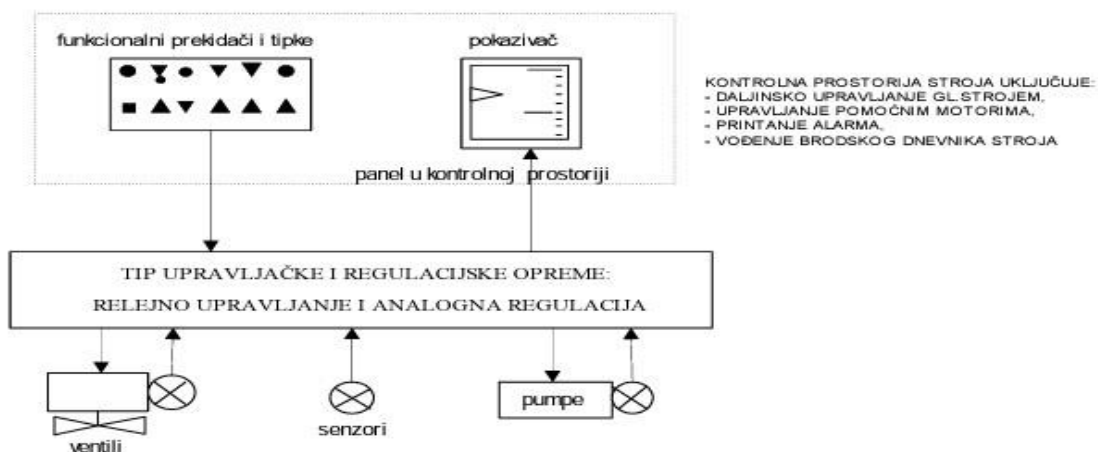 funkcionalni prekidači i tipke
pokazivač
KONTROLNA PROSTORIJA STROJA UKLJUČUJE:
- DALJINSKO UPRAVLJANJE GL.STROJEM,
- UPRAVLJANJE POMOĆNIM MOTORIMA,
- PRINTANJE ALARMA,
- VOĐENJE BRODSKOG DNEVNIKA STROJA
panel u kontrolnoj prostoriji
TIP UPRAVLJAČKE I REGULACIJSKE OPREME:
RELEJNO UPRAVLJANJE I ANALOGNA REGULACIJA
pumpe
senzori
ventili